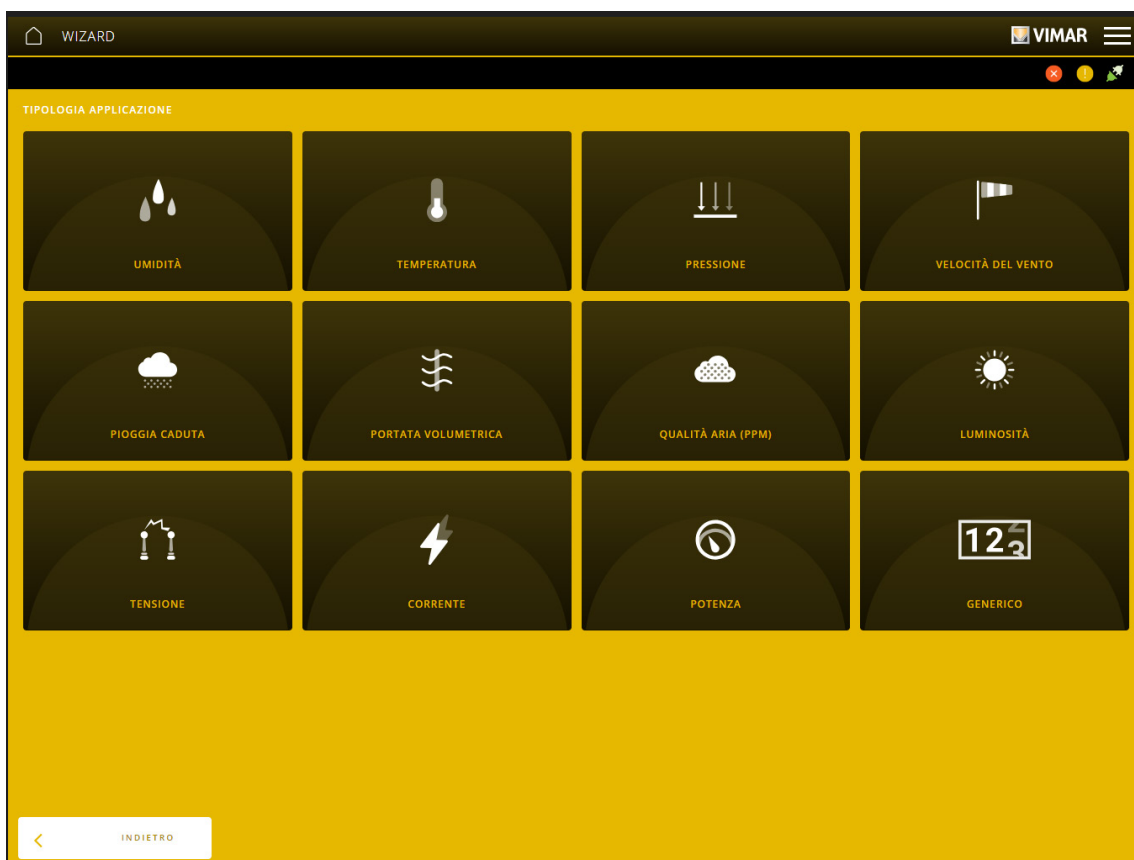 WIZARD
VIMAR
TIPOLOGIA APPLICAZIONE
UMIDITÀ
TEMPERATURA
PRESSIONE
VELOCITÀ DEL VENTO
PIOGGIA CADUTA
PORTATA VOLUMETRICA
QUALITÀ ARIA (PPM)
LUMINOSITÀ
123
TENSIONE
CORRENTE
POTENZA
GENERICO
INDIETRO